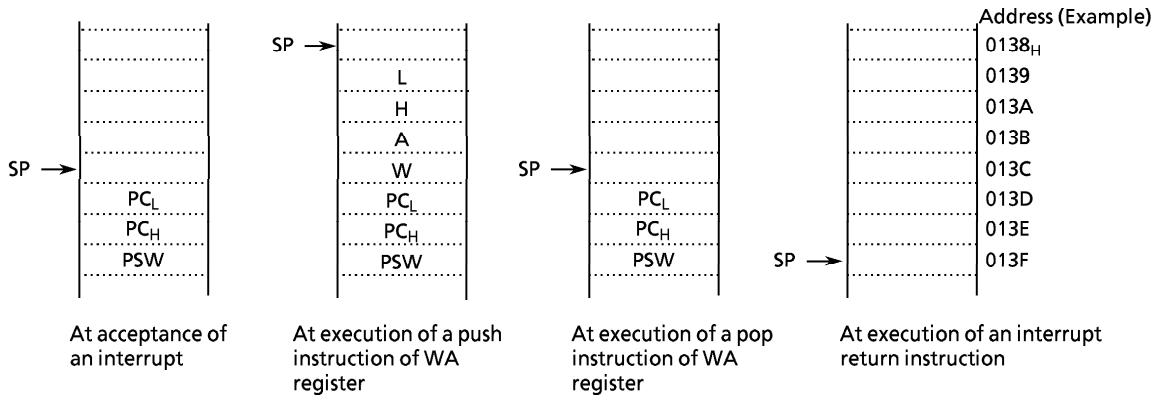 Address (Example)
SP
0138H
L
0139
H
013A
A
013B
SP
W
SP
013C
PCL
PCL
PCL
013D
PCH
PCH
PCH
013E
PSW
PSW
PSW
SP
013F
At acceptance of
an interrupt
At execution of a push
instruction of WA
register
At execution of a pop
instruction of WA
register
At execution of an interrupt
return instruction